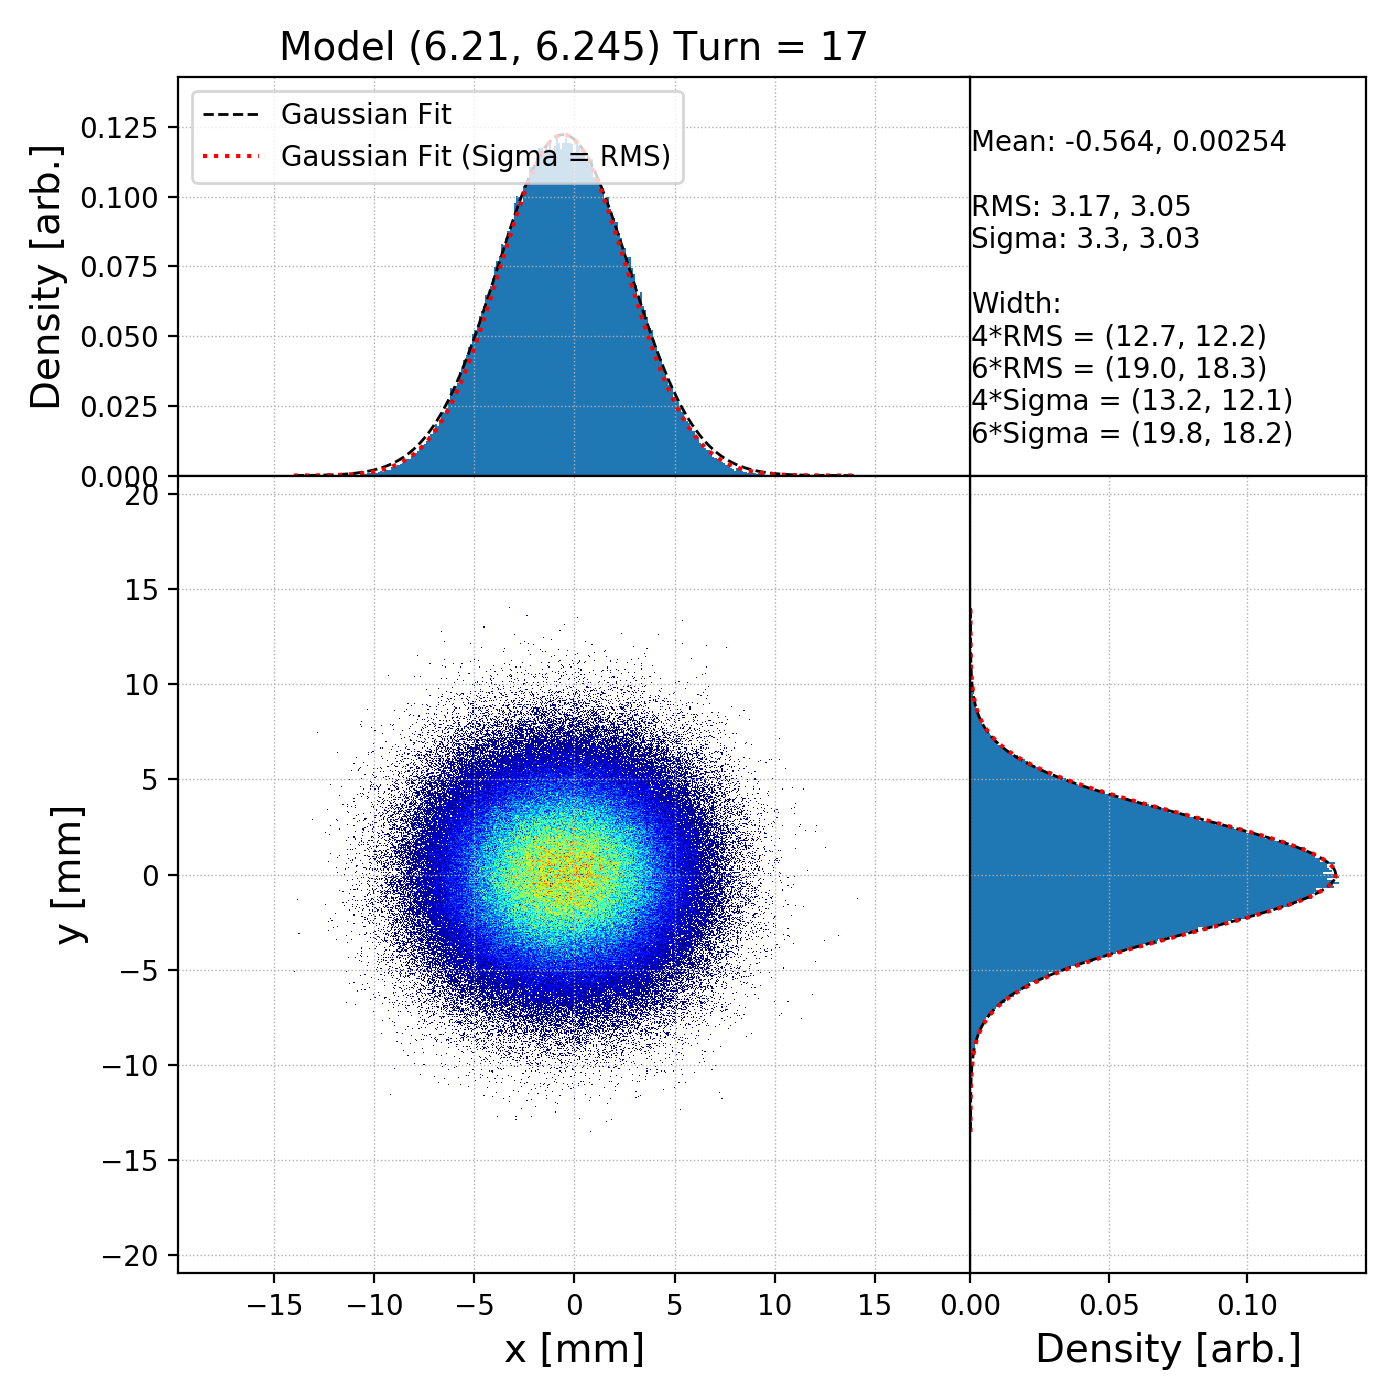 Model (6.21, 6.245) Turn = 17
Gaussian Fit
Gaussian Fit (Sigma = RMS)
Density [arb.]
0.125
0.100
0.075
0.050
0.025
0.000
Mean: -0.564, 0.00254
RMS: 3.17, 3.05
Sigma: 3.3, 3.03
Width:
4*RMS = (12.7, 12.2)
6*RMS = (19.0, 18.3)
4*Sigma = (13.2, 12.1)
6*Sigma = (19.8, 18.2)
y [mm]
20
15
10
5
0
−5
−10
−15
−20
−15 −10 −5 0 5 10 15
x [mm]
0.00 0.05 0.10
Density [arb.]